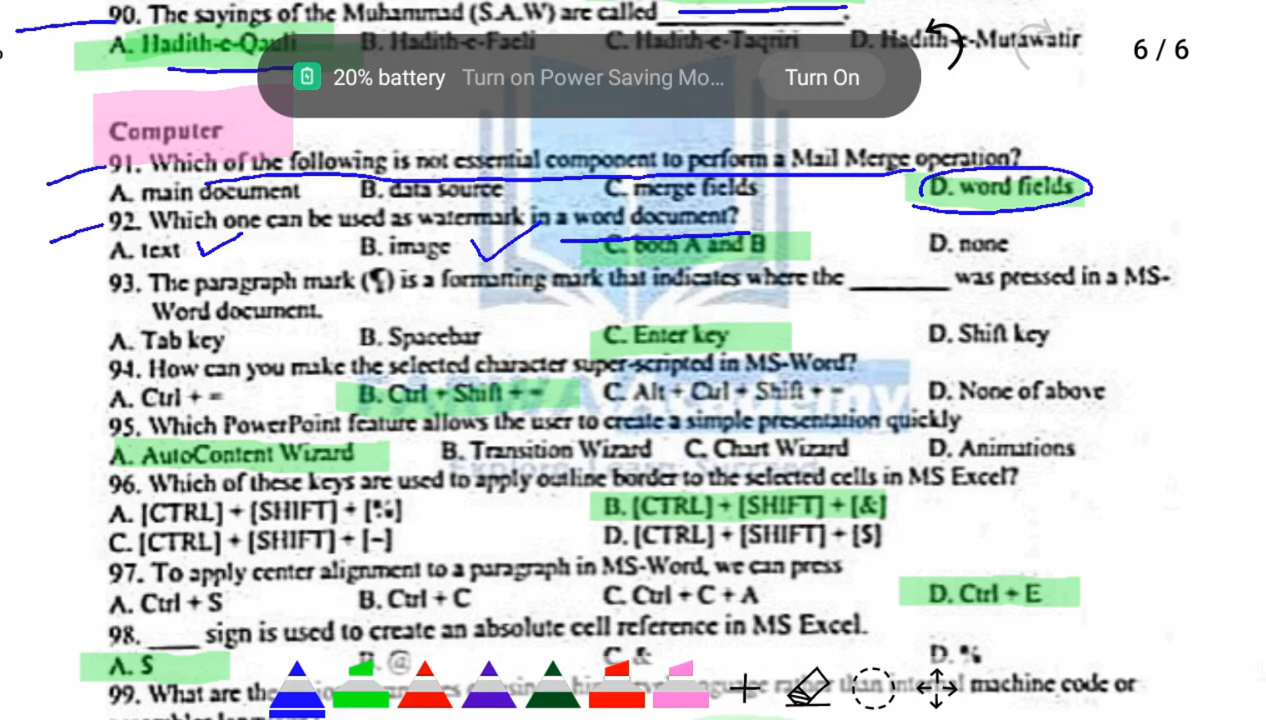 90. The sayings of the Muhammad (S.A.W) are called____________.
A. Hadith-e-Qauli B. Hadith-e-Faeli C. Hadith-e-Taqriri D. Hadith-e-Mutawatir
6 / 6
20% battery Turn on Power Saving Mo... Turn On
Computer
91. Which of the following is not essential component to perform a Mail Merge operation?
A. main document B. data source C. merge fields D. word fields
92. Which one can be used as watermark in a word document?
A. text B. image C. both A and B D. none
93. The paragraph mark (¶) is a formatting mark that indicates where the ________ was pressed in a MS-
Word document.
A. Tab key B. Spacebar C. Enter key D. Shift key
94. How can you make the selected character super-scripted in MS-Word?
A. Ctrl + = B. Ctrl + Shift + = C. Alt + Ctrl + Shift + = D. None of above
95. Which PowerPoint feature allows the user to create a simple presentation quickly
A. AutoContent Wizard B. Transition Wizard C. Chart Wizard D. Animations
96. Which of these keys are used to apply outline border to the selected cells in MS Excel?
A. [CTRL] + [SHIFT] + [%] B. [CTRL] + [SHIFT] + [&]
C. [CTRL] + [SHIFT] + [~] D. [CTRL] + [SHIFT] + [$]
97. To apply center alignment to a paragraph in MS-Word, we can press
A. Ctrl + S B. Ctrl + C C. Ctrl + C + A D. Ctrl + E
98. ____ sign is used to create an absolute cell reference in MS Excel.
A. $ B. @ C. & D. %
99. What are the language rather than internal machine code or